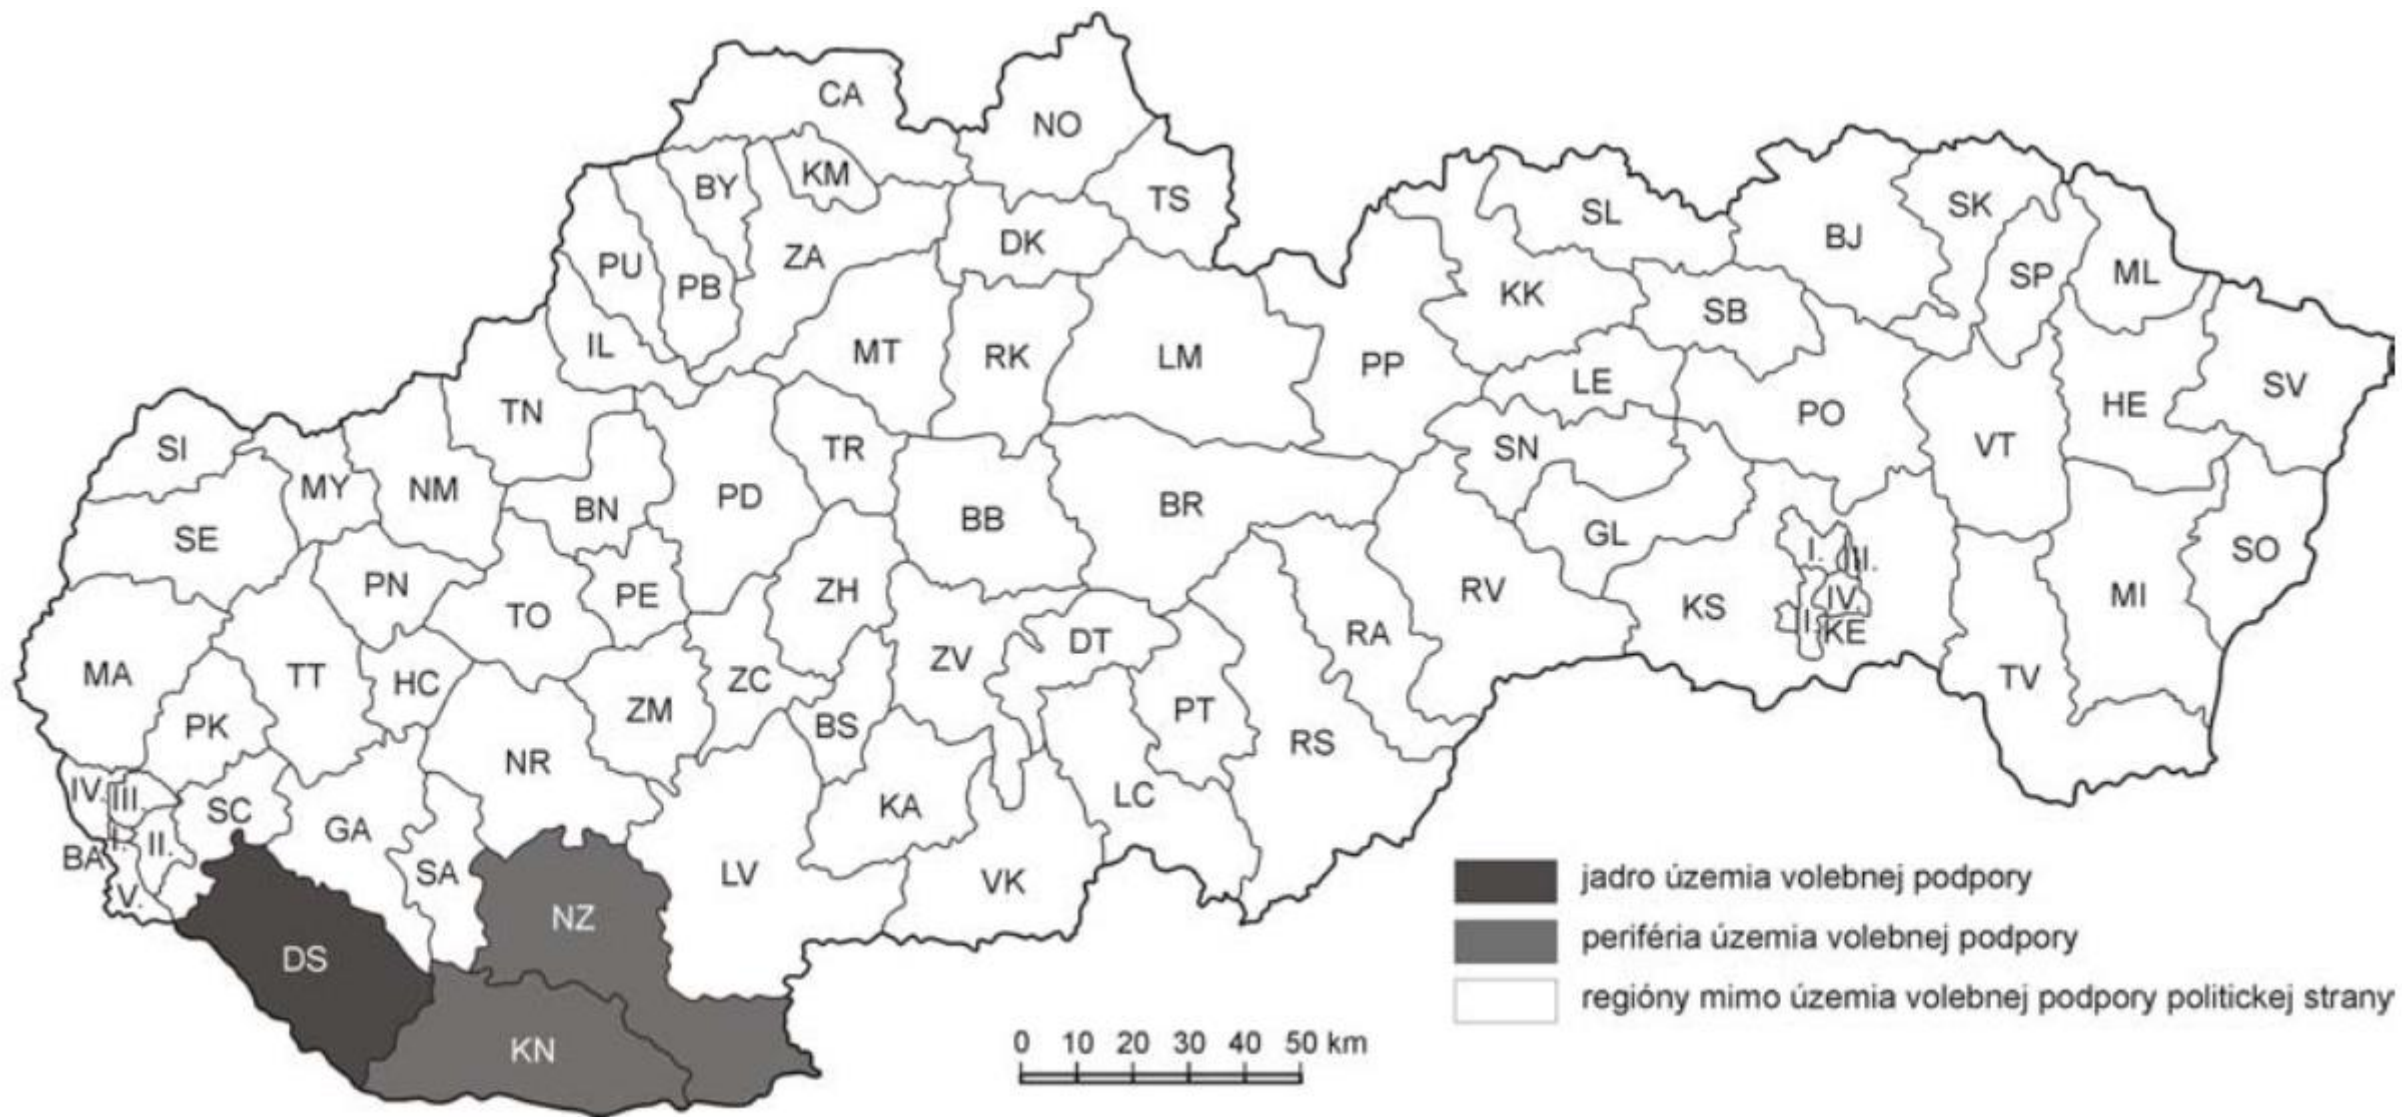 CA
NO
BY
KM
TS
SL
SK
BJ
PU
PB
ZA
DK
KK
SP
ML
SB
IL
MT
RK
LM
PP
LE
PO
HE
SV
TN
SI
MY
NM
BN
PD
TR
BB
BR
SN
VT
SE
PN
TO
PE
ZH
GL
I.
III.
IV.
KS
KE
MI
SO
RV
RA
DT
ZV
MA
TT
HC
ZM
ZC
BS
PT
RS
TV
PK
NR
IV.
III.
SC
GA
KA
LC
I.
II.
BA
V.
SA
LV
VK
NZ
DS
KN
jadro územia volebnej podpory
periféria územia volebnej podpory
regióny mimo územia volebnej podpory politickej strany
0 10 20 30 40 50 km